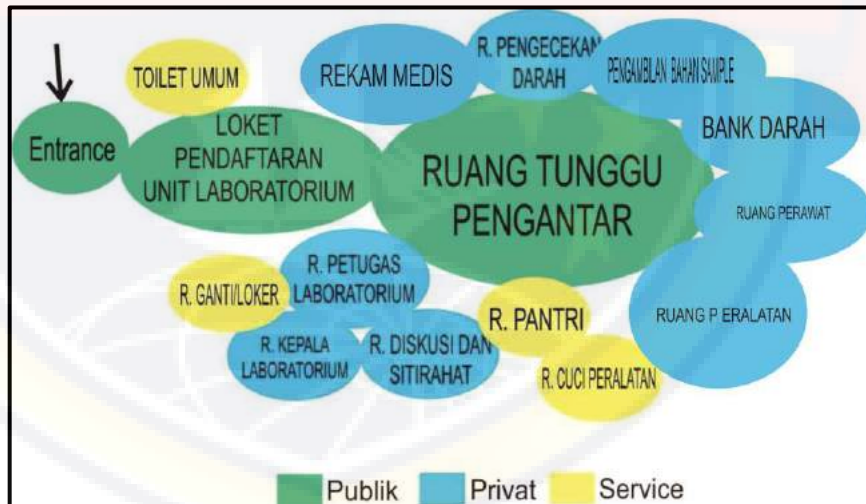 TOILET UMUM
Entrance
LOKET
PENDAFTARAN
UNIT LABORATORIUM
REKAM MEDIS
R. PENGECEKAN
DARAH
PENGAMBLAN BAHAN SAMPLE
BANK DARAH
RUANG TUNGGU
PENGANTAR
RUANG PERAWAT
RUANG P ERALATAN
R. PETUGAS
LABORATORIUM
R. GANTI/LOKER
R. KEPALA
LABORATORIUM
R. DISKUSI DAN
SITIRAHAT
R. PANTRI
R. CUCI PERALATAN
Publik
Privat
Service